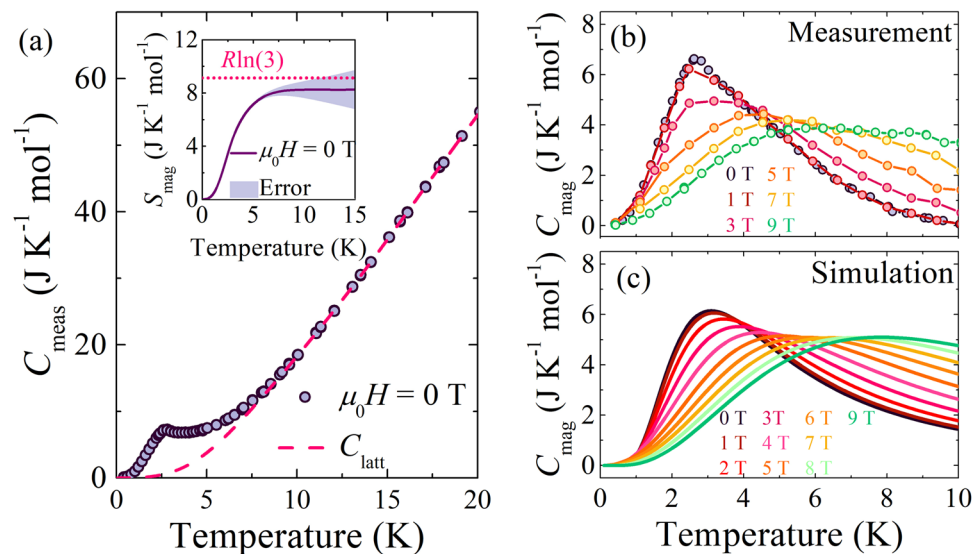 (a)
C_meas (J K⁻¹ mol⁻¹)
60
40
20
0
0 5 10 15 20
Temperature (K)
μ₀H = 0 T
C_latt
S_mag (J K⁻¹ mol⁻¹)
12
9
6
3
0
0 5 10 15
Temperature (K)
Rln(3)
μ₀H = 0 T
Error
(b)
Measurement
C_mag (J K⁻¹ mol⁻¹)
8
6
4
2
0
0 T 5 T
1 T 7 T
3 T 9 T
(c)
Simulation
C_mag (J K⁻¹ mol⁻¹)
8
6
4
2
0
0 T 3T 6 T 9 T
1 T 4 T 7 T
2 T 5 T 8 T
0 2 4 6 8 10
Temperature (K)